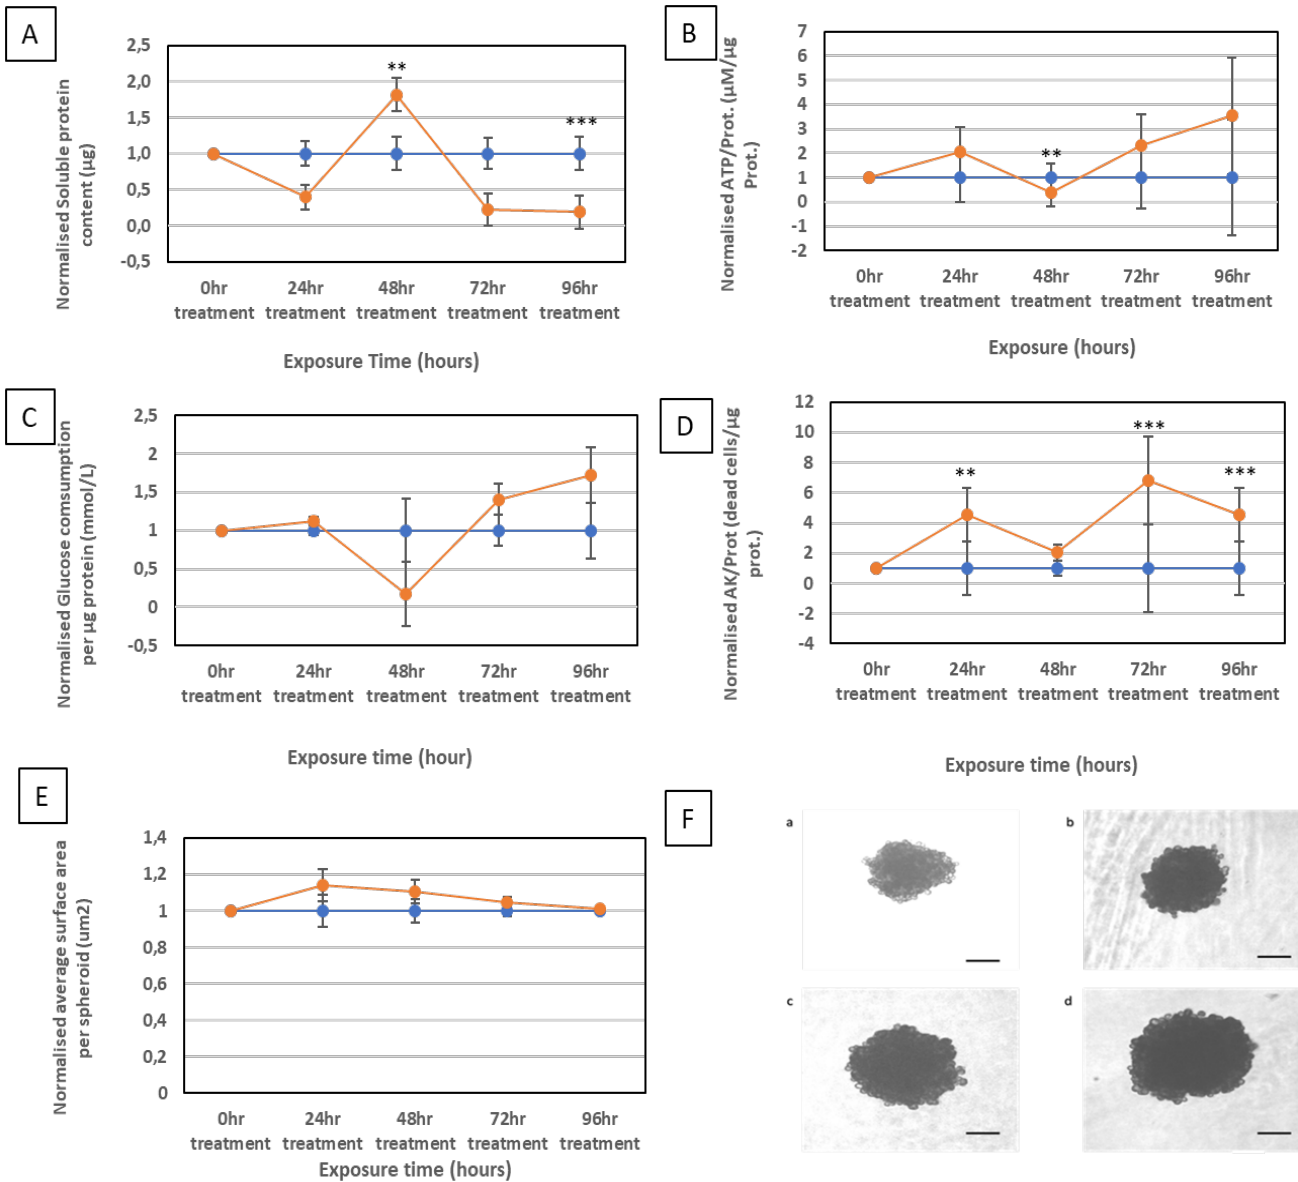 A
Normalised Soluble protein
content (µg)
2,5
2,0
1,5
1,0
0,5
0,0
-0,5
**
***
0hr 24hr 48hr 72hr 96hr
treatment treatment treatment treatment treatment
Exposure Time (hours)
B
Normalised ATP/Prot. (µM/µg
Prot.)
7
6
5
4
3
2
1
0
-1
-2
**
0hr 24hr 48hr 72hr 96hr
treatment treatment treatment treatment treatment
Exposure (hours)
C
Normalised Glucose comsumption
per µg protein (mmol/L)
2,5
2
1,5
1
0,5
0
-0,5
0hr 24hr 48hr 72hr 96hr
treatment treatment treatment treatment treatment
Exposure time (hour)
D
Normalised AK/Prot (dead cells/µg
prot.)
12
10
8
6
4
2
0
-2
-4
**
***
***
0hr 24hr 48hr 72hr 96hr
treatment treatment treatment treatment treatment
Exposure time (hours)
E
Normalised average surface area
per spheroid (um2)
1,4
1,2
1
0,8
0,6
0,4
0,2
0
0hr 24hr 48hr 72hr 96hr
treatment treatment treatment treatment treatment
Exposure time (hours)
F
a
b
c
d